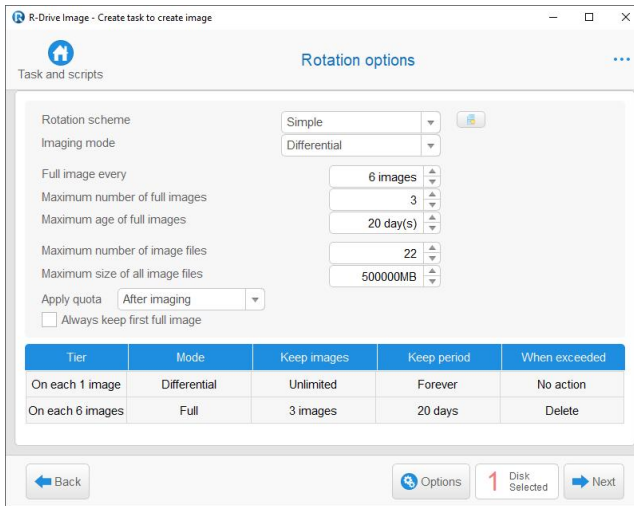 R-Drive Image - Create task to create image
Task and scripts
Rotation options
Rotation scheme Simple
Imaging mode Differential
Full image every 6 images
Maximum number of full images 3
Maximum age of full images 20 day(s)
Maximum number of image files 22
Maximum size of all image files 500000MB
Apply quota After imaging
Always keep first full image
Tier Mode Keep images Keep period When exceeded
On each 1 image Differential Unlimited Forever No action
On each 6 images Full 3 images 20 days Delete
Back Options 1 Disk Selected Next